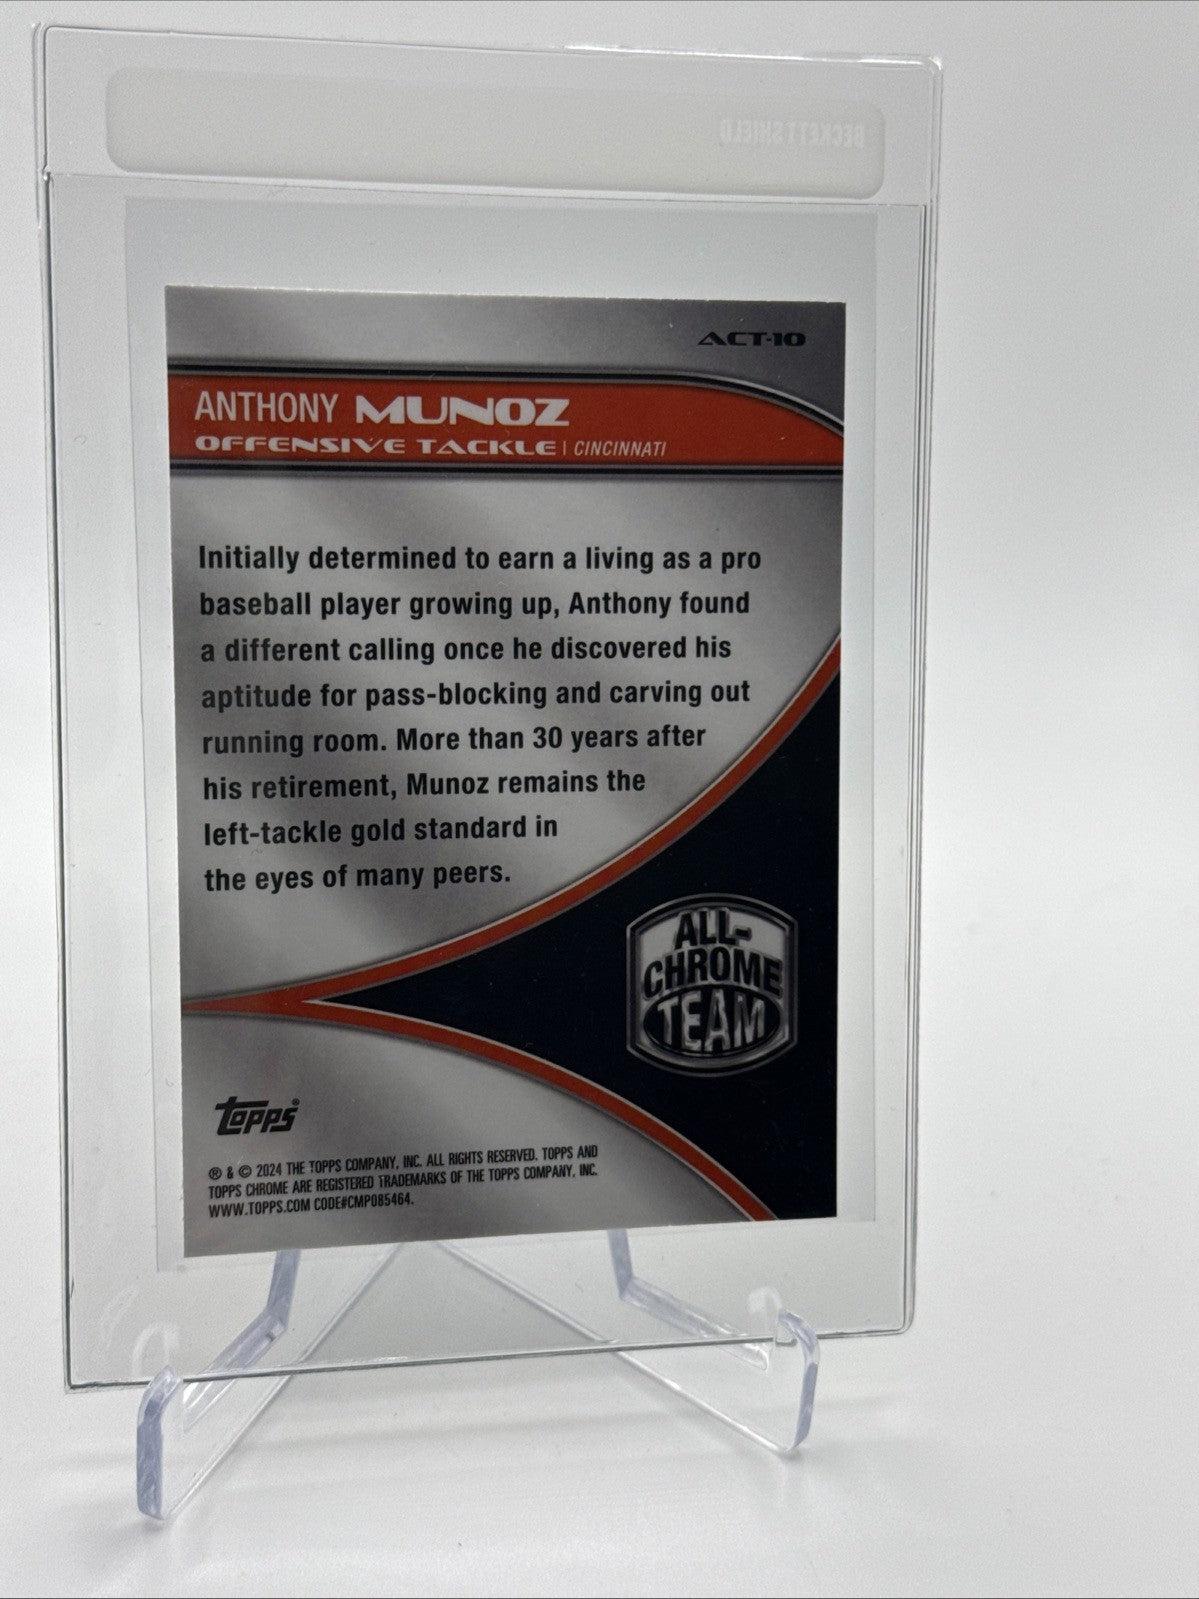 BECKETT SHIELD
ACT-10
ANTHONY MUNOZ
OFFENSIVE TACKLE | CINCINNATI
Initially determined to earn a living as a pro
baseball player growing up, Anthony found
a different calling once he discovered his
aptitude for pass-blocking and carving out
running room. More than 30 years after
his retirement, Munoz remains the
left-tackle gold standard in
the eyes of many peers.
ALL-
CHROME
TEAM
TOPPS®
® & © 2024 THE TOPPS COMPANY, INC. ALL RIGHTS RESERVED. TOPPS AND
TOPPS CHROME ARE REGISTERED TRADEMARKS OF THE TOPPS COMPANY, INC.
WWW.TOPPS.COM CODE#CMP085464.